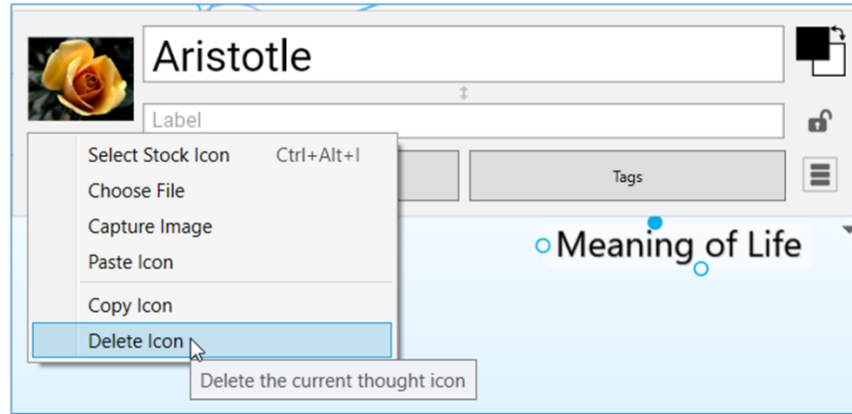 Aristotle
Label
Select Stock Icon Ctrl+Alt+I
Choose File
Capture Image
Paste Icon
Copy Icon
Delete Icon
Delete the current thought icon
Tags
Meaning of Life